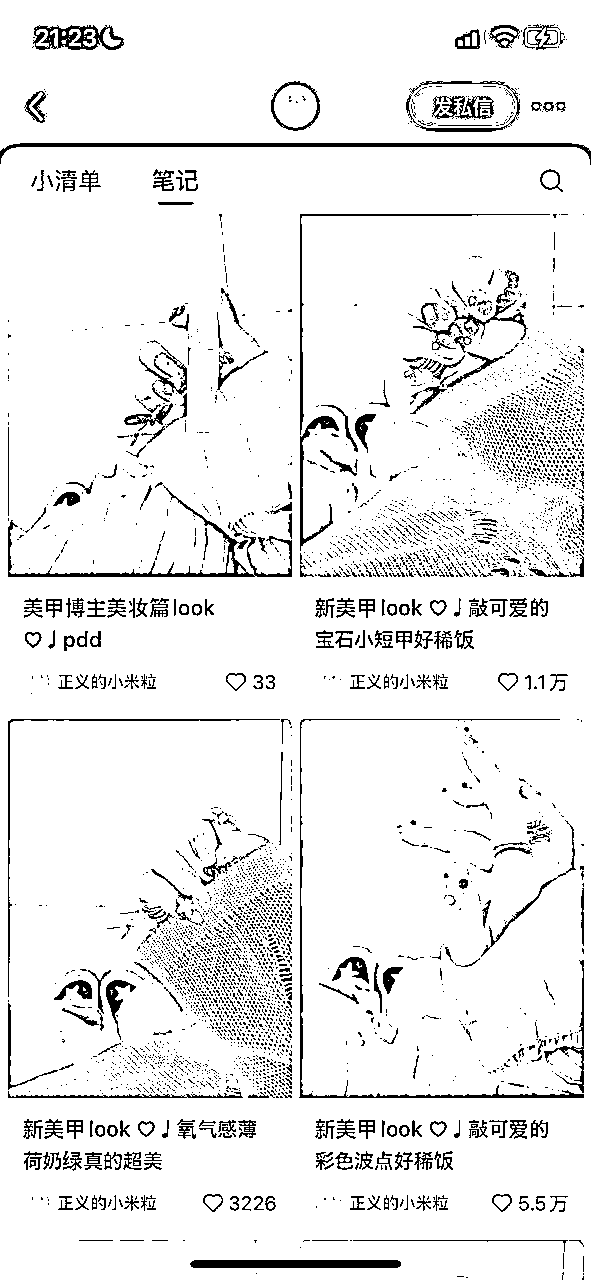 21:23
发私信
小清单
笔记
美甲博主美妆篇look
♡♩pdd
正义的小米粒
33
新美甲look ♡♩敲可爱的
宝石小短甲好稀饭
正义的小米粒
1.1万
新美甲look ♡♩氧气感薄
荷奶绿真的超美
正义的小米粒
3226
新美甲look ♡♩敲可爱的
彩色波点好稀饭
正义的小米粒
5.5万